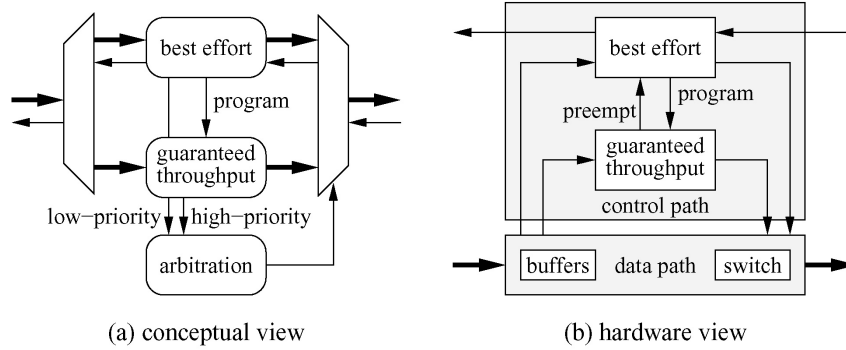 best effort
program
guaranteed
throughput
low−priority
high−priority
arbitration
(a) conceptual view
best effort
preempt
program
guaranteed
throughput
control path
buffers
data path
switch
(b) hardware view